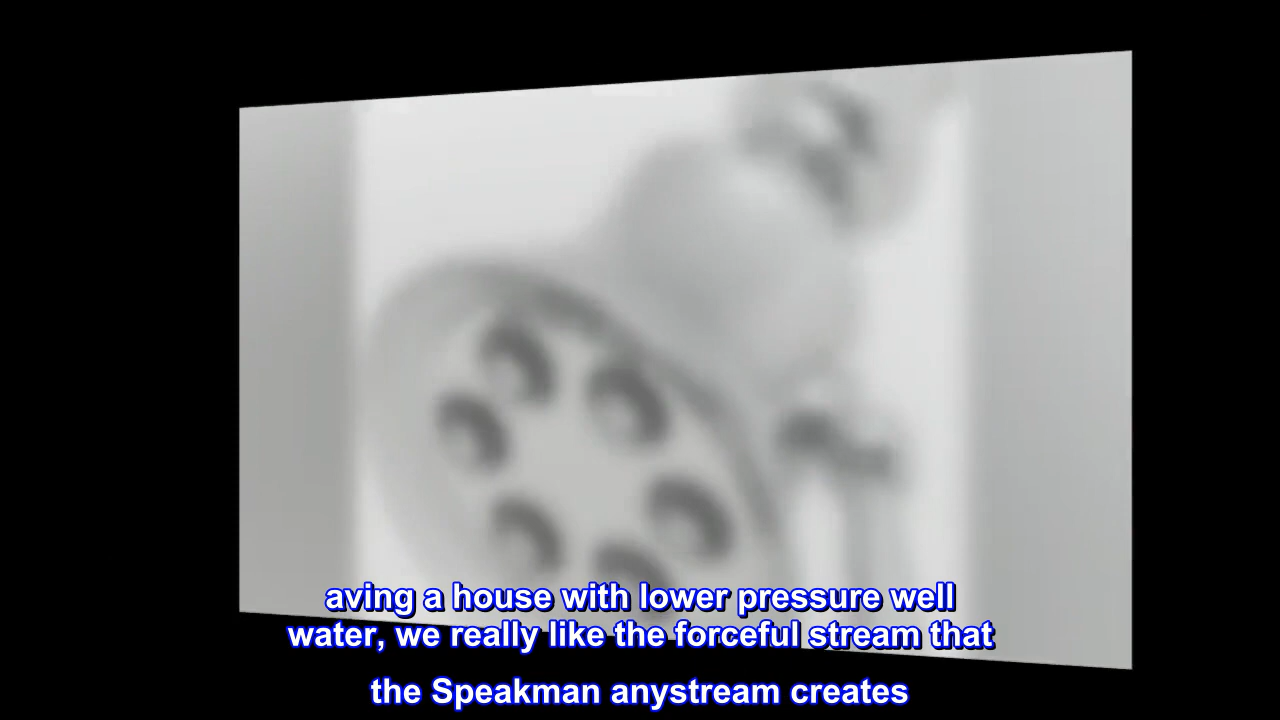 aving a house with lower pressure well
water, we really like the forceful stream that
the Speakman anystream creates